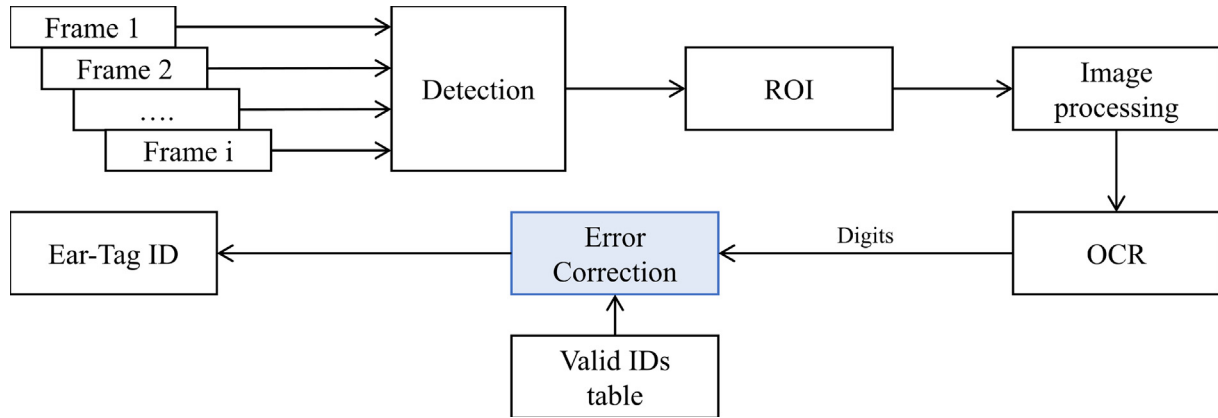 Frame 1
Frame 2
….
Frame i
Detection
ROI
Image
processing
Ear-Tag ID
Error
Correction
Digits
OCR
Valid IDs
table